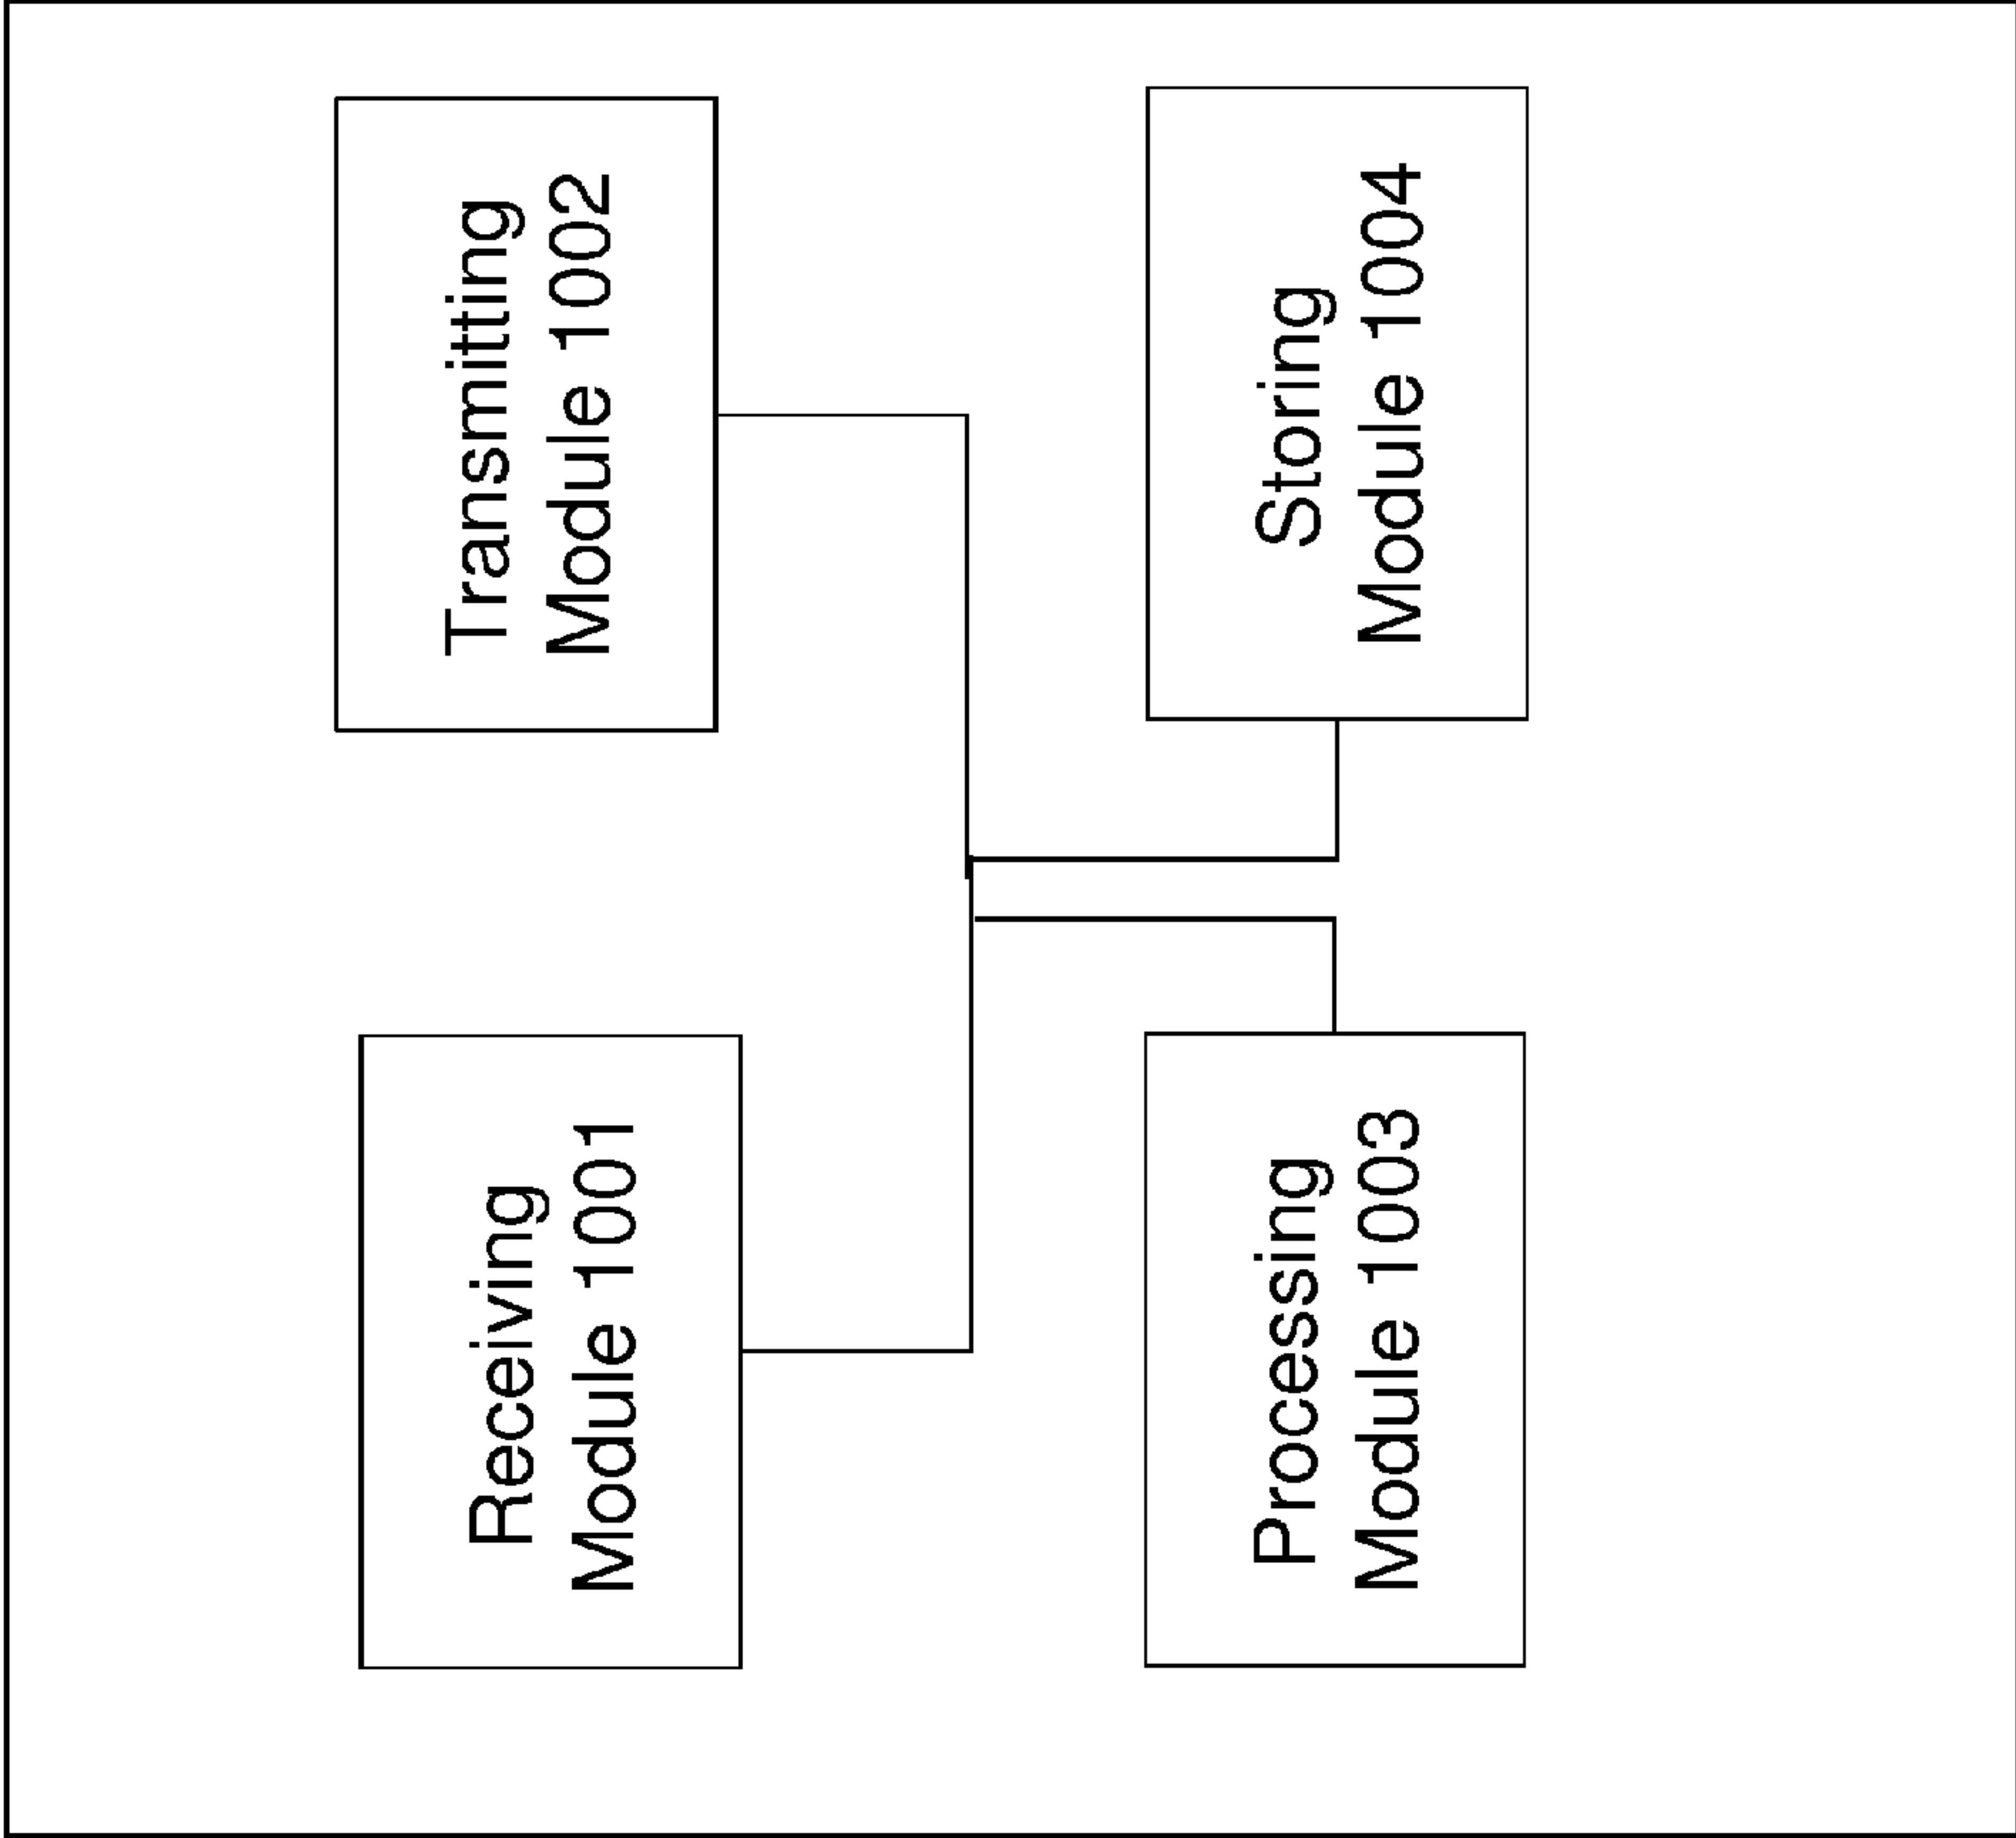 Receiving
Module 1001
Transmitting
Module 1002
Processing
Module 1003
Storing
Module 1004